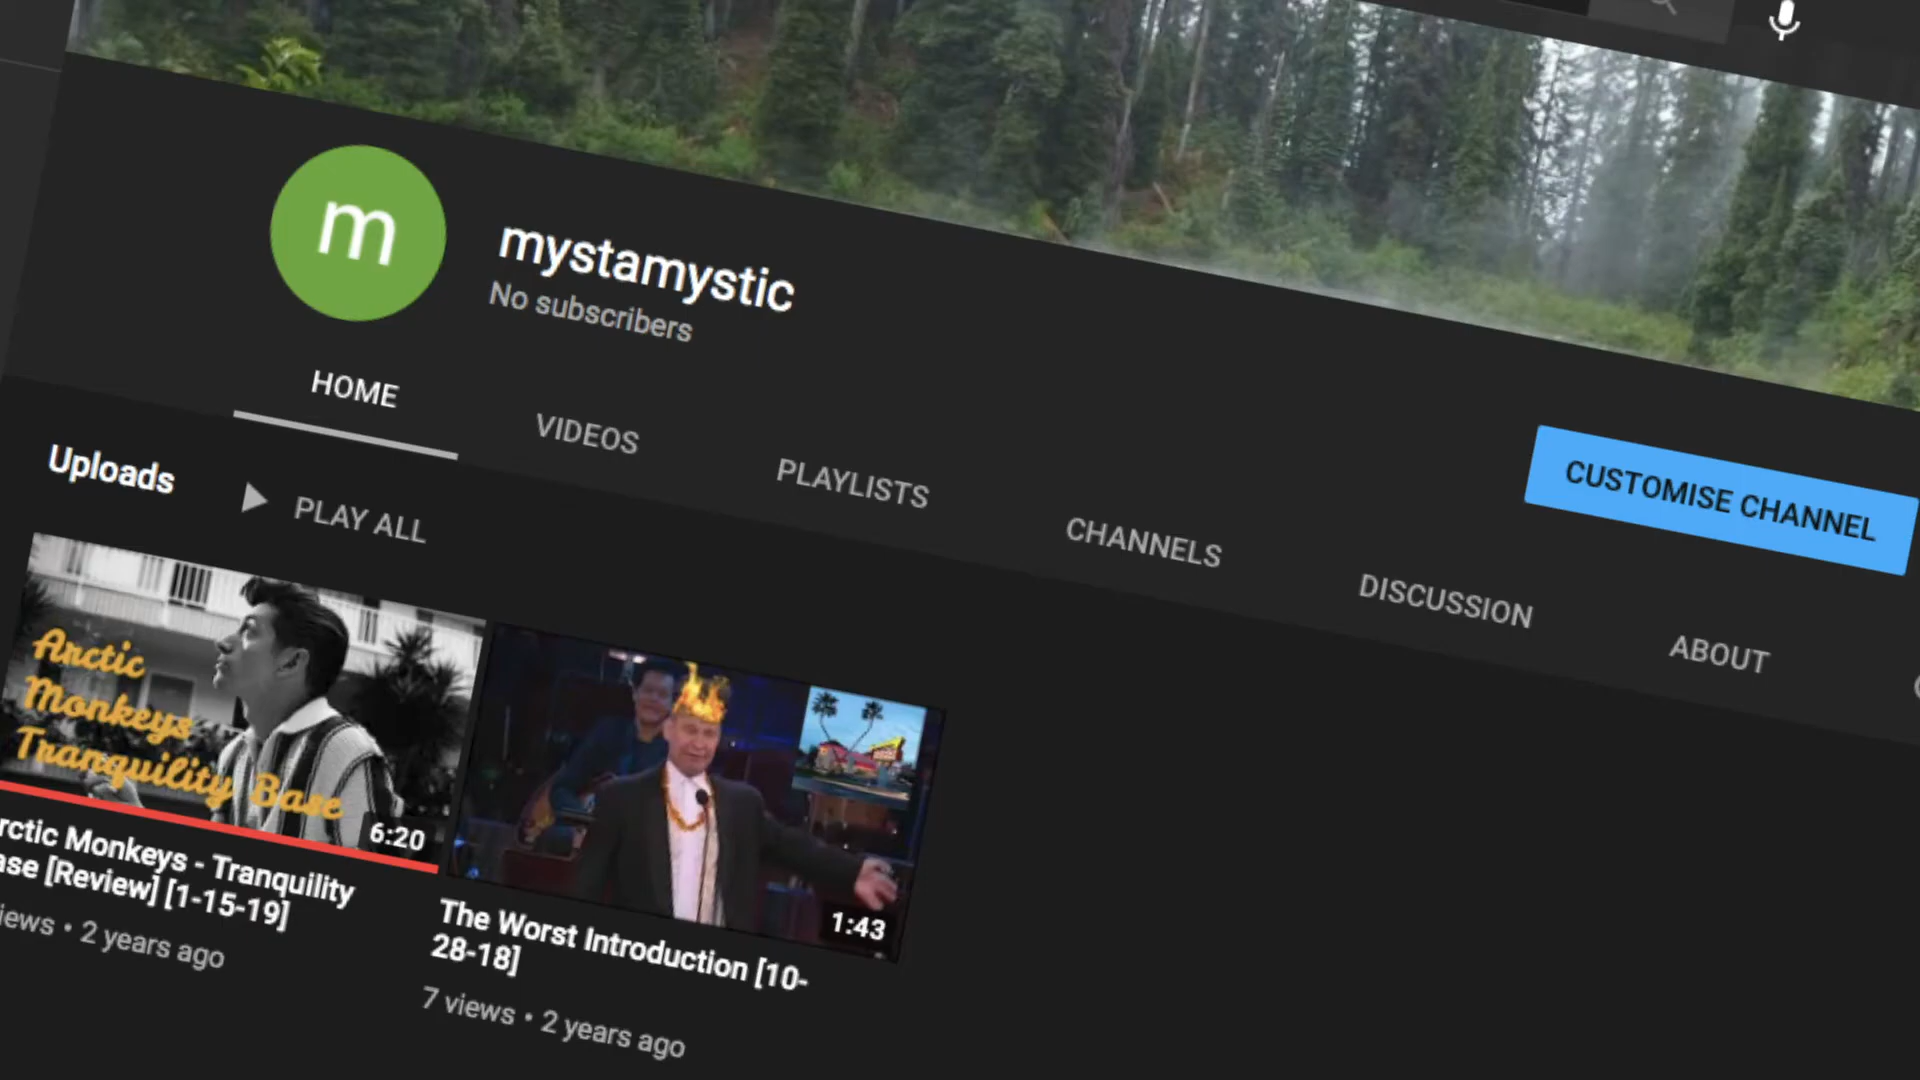 m
mystamystic
No subscribers
HOME
VIDEOS
PLAYLISTS
CHANNELS
DISCUSSION
ABOUT
CUSTOMISE CHANNEL
Uploads
PLAY ALL
Arctic
Monkeys
Tranquility Base
6:20
rctic Monkeys - Tranquility
ase [Review] [1-15-19]
iews • 2 years ago
1:43
The Worst Introduction [10-
28-18]
7 views • 2 years ago